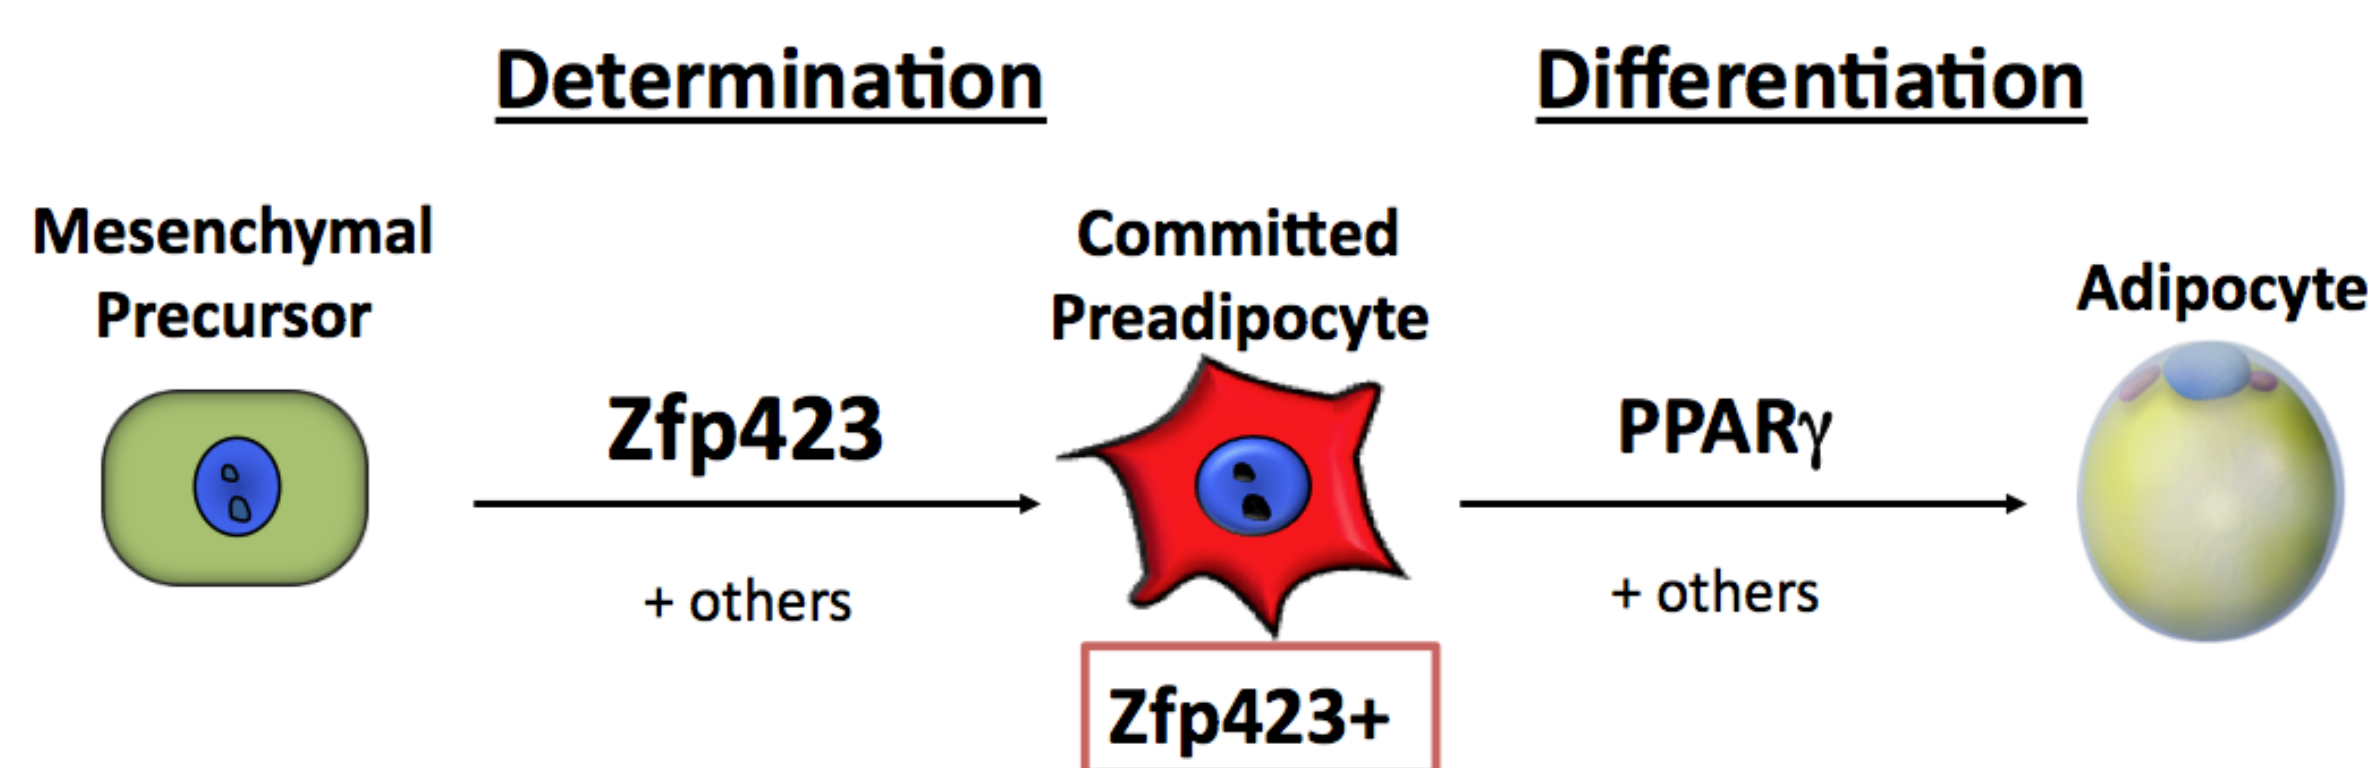 Determination
Differentiation
Mesenchymal
Precursor
Committed
Preadipocyte
Adipocyte
Zfp423
PPARγ
+ others
+ others
Zfp423+